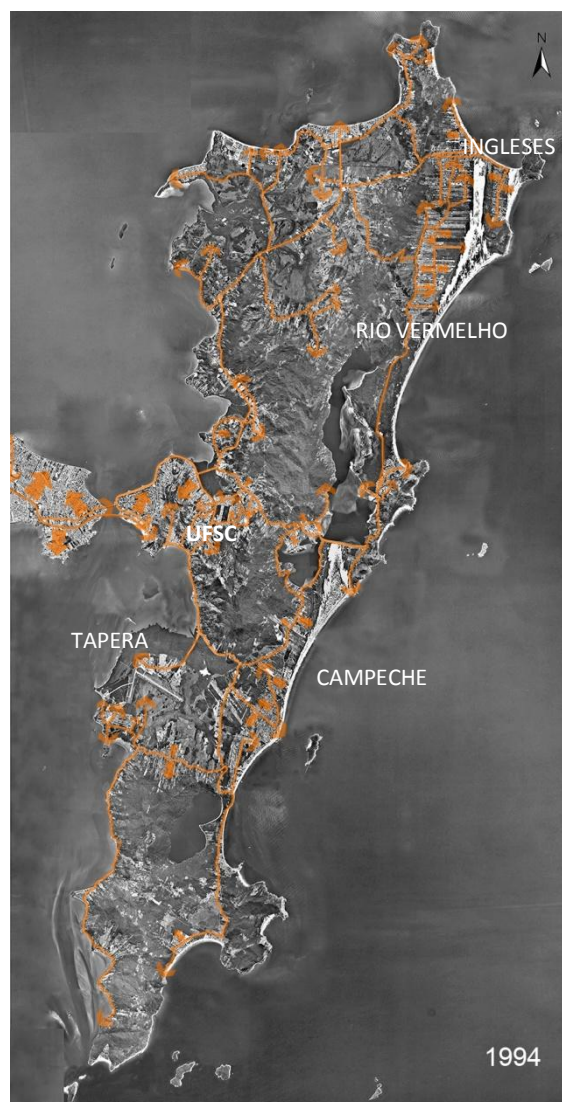 N
INGLESES
RIO VERMELHO
UFSC
TAPERA
CAMPECHE
1994